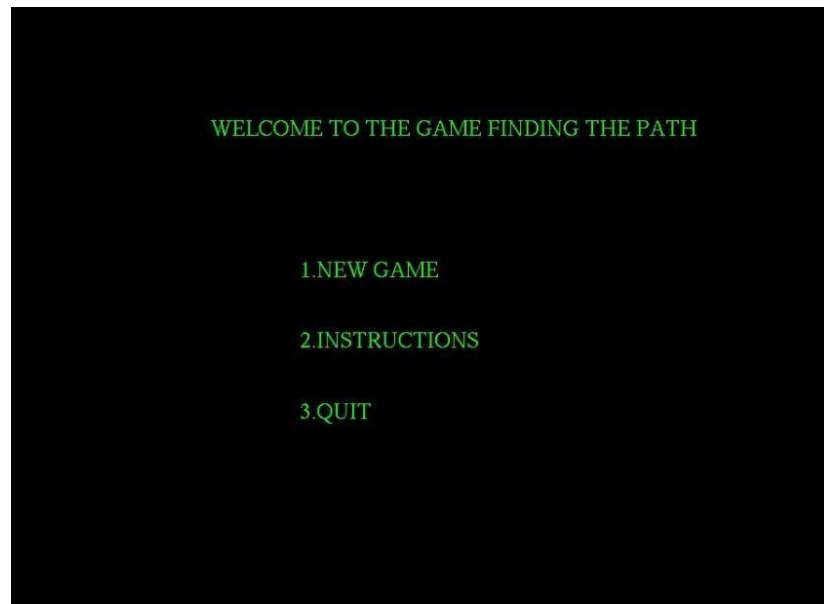 WELCOME TO THE GAME FINDING THE PATH
1.NEW GAME
2.INSTRUCTIONS
3.QUIT